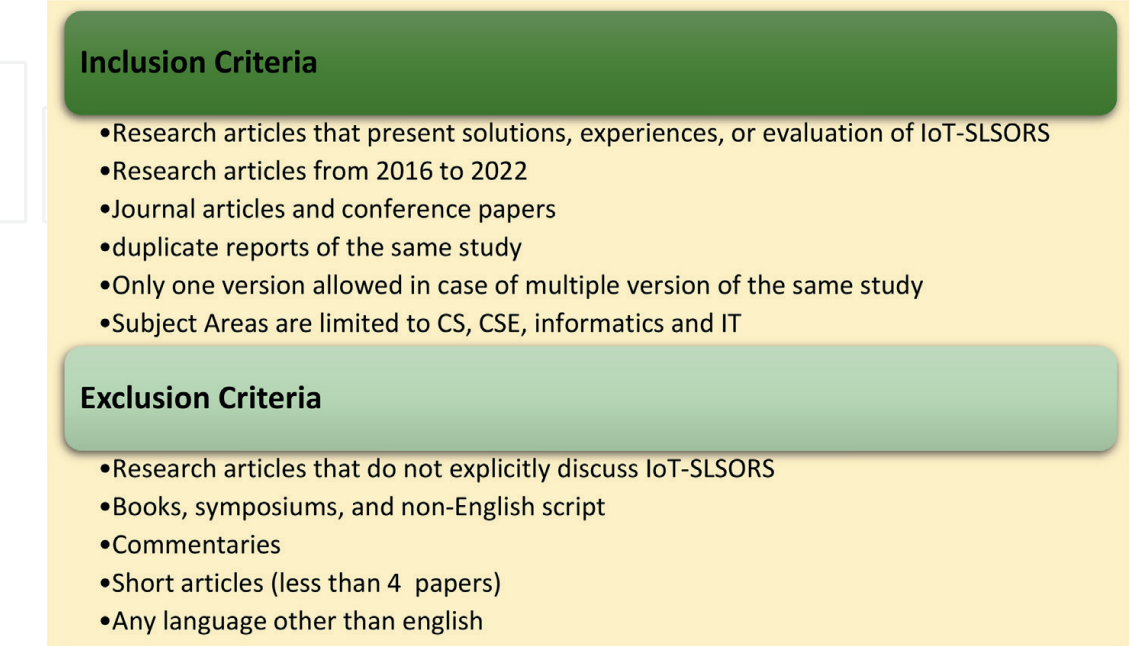 Inclusion Criteria
•Research articles that present solutions, experiences, or evaluation of IoT-SLSORS
•Research articles from 2016 to 2022
•Journal articles and conference papers
•duplicate reports of the same study
•Only one version allowed in case of multiple version of the same study
•Subject Areas are limited to CS, CSE, informatics and IT
Exclusion Criteria
•Research articles that do not explicitly discuss IoT-SLSORS
•Books, symposiums, and non-English script
•Commentaries
•Short articles (less than 4  papers)
•Any language other than english